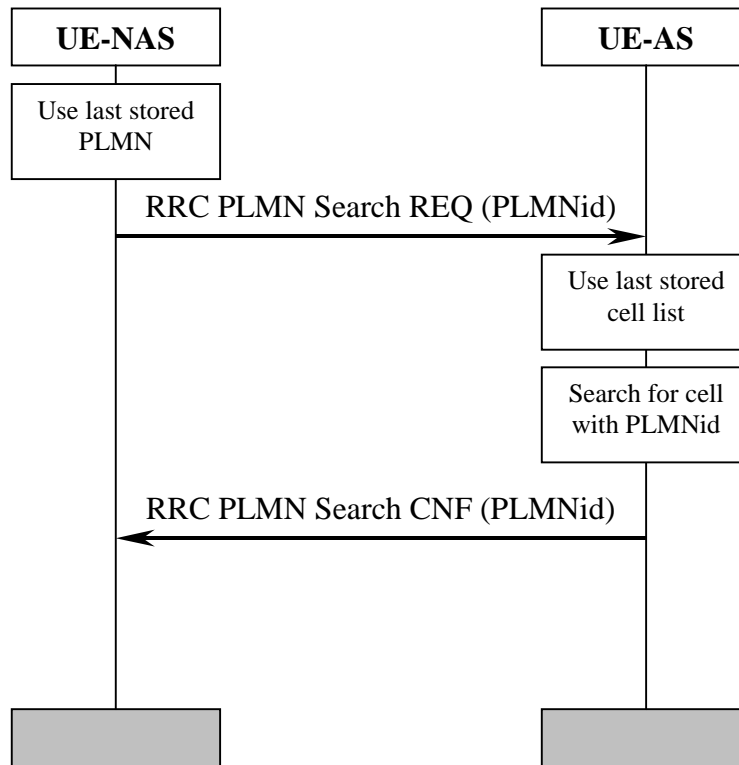 UE-NAS
UE-AS
Use last stored
PLMN
RRC PLMN Search REQ (PLMNid)
Use last stored
cell list
Search for cell
with PLMNid
RRC PLMN Search CNF (PLMNid)